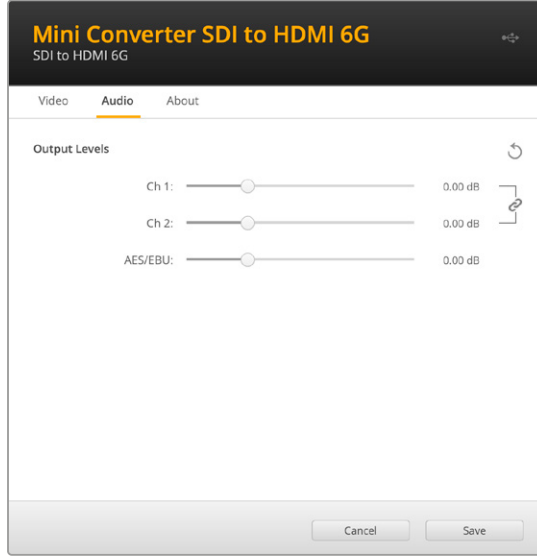 Mini Converter SDI to HDMI 6G
SDI to HDMI 6G
Video Audio About
Output Levels
Ch 1: 0.00 dB
Ch 2: 0.00 dB
AES/EBU: 0.00 dB
Cancel Save